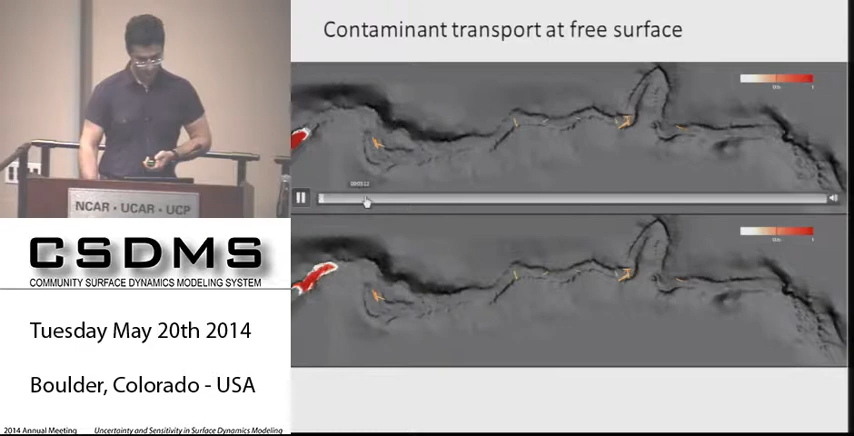 Contaminant transport at free surface
NCAR · UCAR · UCP
CSDMS
COMMUNITY SURFACE DYNAMICS MODELING SYSTEM
Tuesday May 20th 2014
Boulder, Colorado - USA
2014 Annual Meeting Uncertainty and Sensitivity in Surface Dynamics Modeling